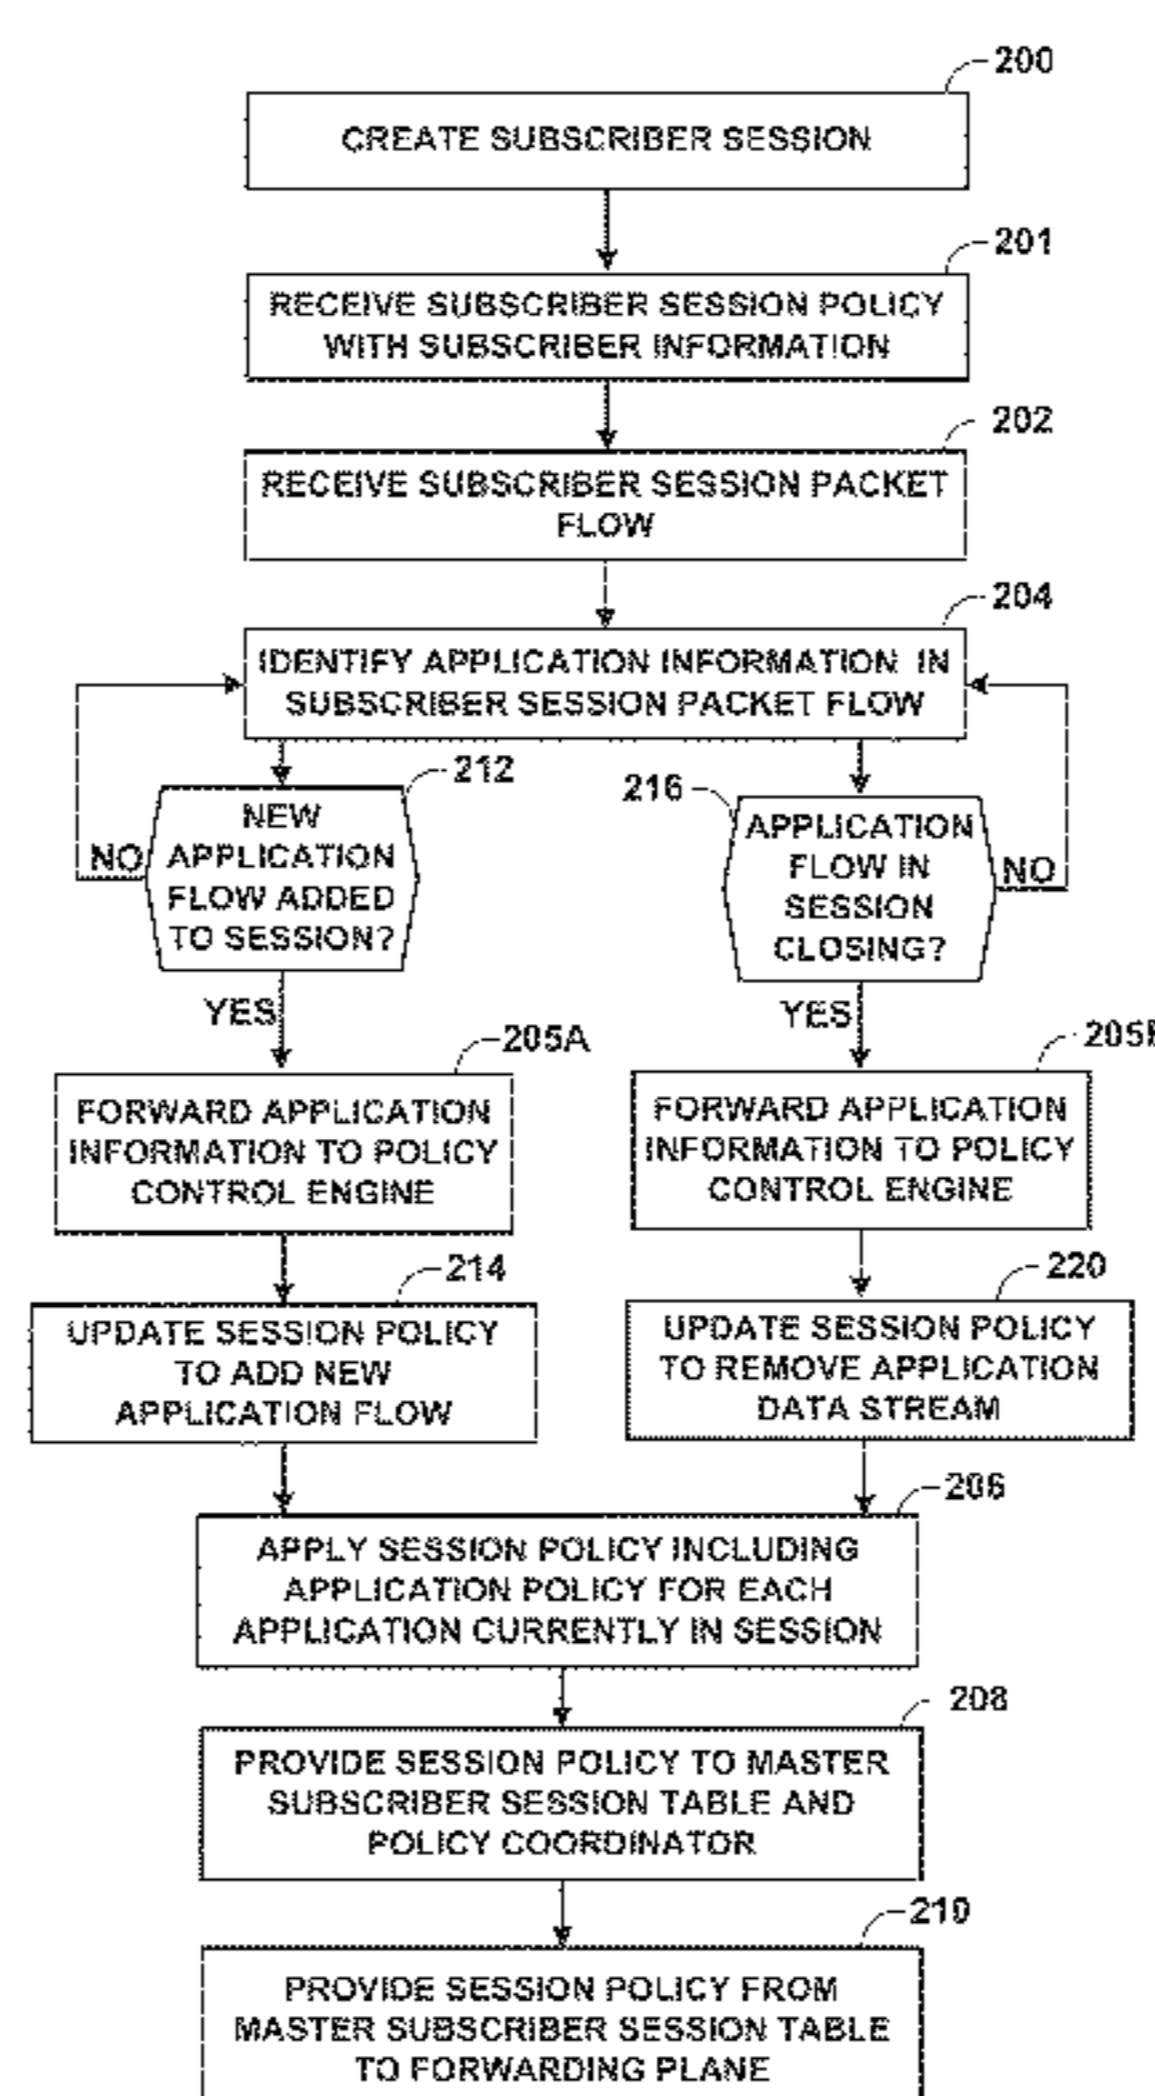 200
CREATE SUBSCRIBER SESSION
201
RECEIVE SUBSCRIBER SESSION POLICY
WITH SUBSCRIBER INFORMATION
202
RECEIVE SUBSCRIBER SESSION PACKET
FLOW
204
IDENTIFY APPLICATION INFORMATION IN
SUBSCRIBER SESSION PACKET FLOW
212
NEW
APPLICATION
FLOW ADDED
TO SESSION?
NO
YES
216
APPLICATION
FLOW IN
SESSION
CLOSING?
NO
YES
205A
FORWARD APPLICATION
INFORMATION TO POLICY
CONTROL ENGINE
205B
FORWARD APPLICATION
INFORMATION TO POLICY
CONTROL ENGINE
214
UPDATE SESSION POLICY
TO ADD NEW
APPLICATION FLOW
220
UPDATE SESSION POLICY
TO REMOVE APPLICATION
DATA STREAM
206
APPLY SESSION POLICY INCLUDING
APPLICATION POLICY FOR EACH
APPLICATION CURRENTLY IN SESSION
208
PROVIDE SESSION POLICY TO MASTER
SUBSCRIBER SESSION TABLE AND
POLICY COORDINATOR
210
PROVIDE SESSION POLICY FROM
MASTER SUBSCRIBER SESSION TABLE
TO FORWARDING PLANE